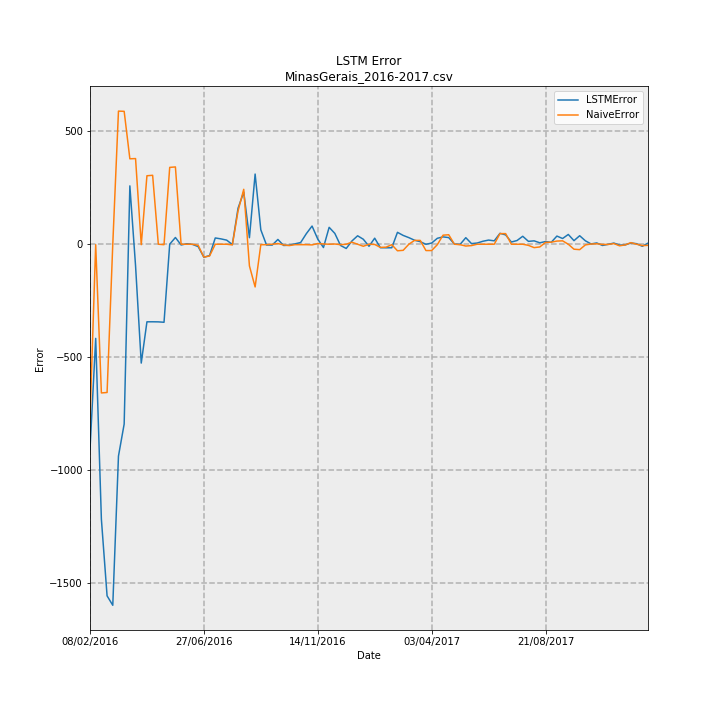 LSTM Error
MinasGerais_2016-2017.csv
LSTMError
NaiveError
500
0
−500
−1000
−1500
Error
08/02/2016
27/06/2016
14/11/2016
03/04/2017
21/08/2017
Date